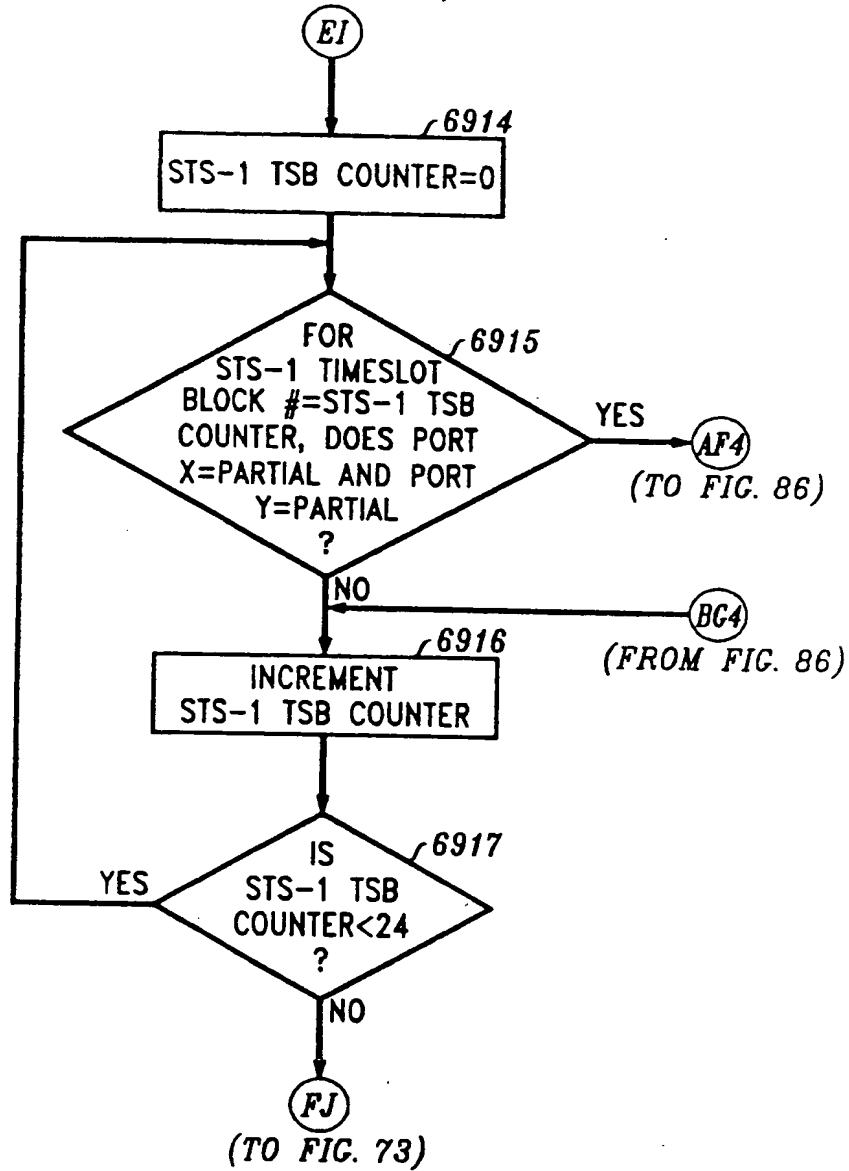 EI
6914
STS-1 TSB COUNTER=0
6915
FOR
STS-1 TIMESLOT
BLOCK #=STS-1 TSB
COUNTER, DOES PORT
X=PARTIAL AND PORT
Y=PARTIAL
?
YES
AF4
(TO FIG. 86)
NO
BG4
(FROM FIG. 86)
6916
INCREMENT
STS-1 TSB COUNTER
6917
IS
STS-1 TSB
COUNTER<24
?
YES
NO
FJ
(TO FIG. 73)